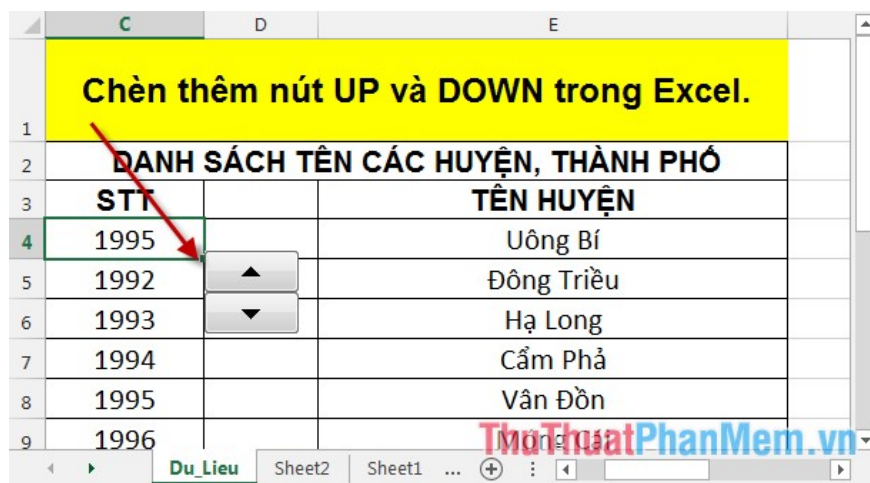 C D E
1 Chèn thêm nút UP và DOWN trong Excel.
2 DANH SÁCH TÊN CÁC HUYỆN, THÀNH PHỐ
3 STT TÊN HUYỆN
4 1995 Uông Bí
5 1992 Đông Triều
6 1993 Hạ Long
7 1994 Cẩm Phả
8 1995 Vân Đồn
9 1996 Móng Cái
ThuThuatPhanMem.vn
Du_Lieu Sheet2 Sheet1 ...